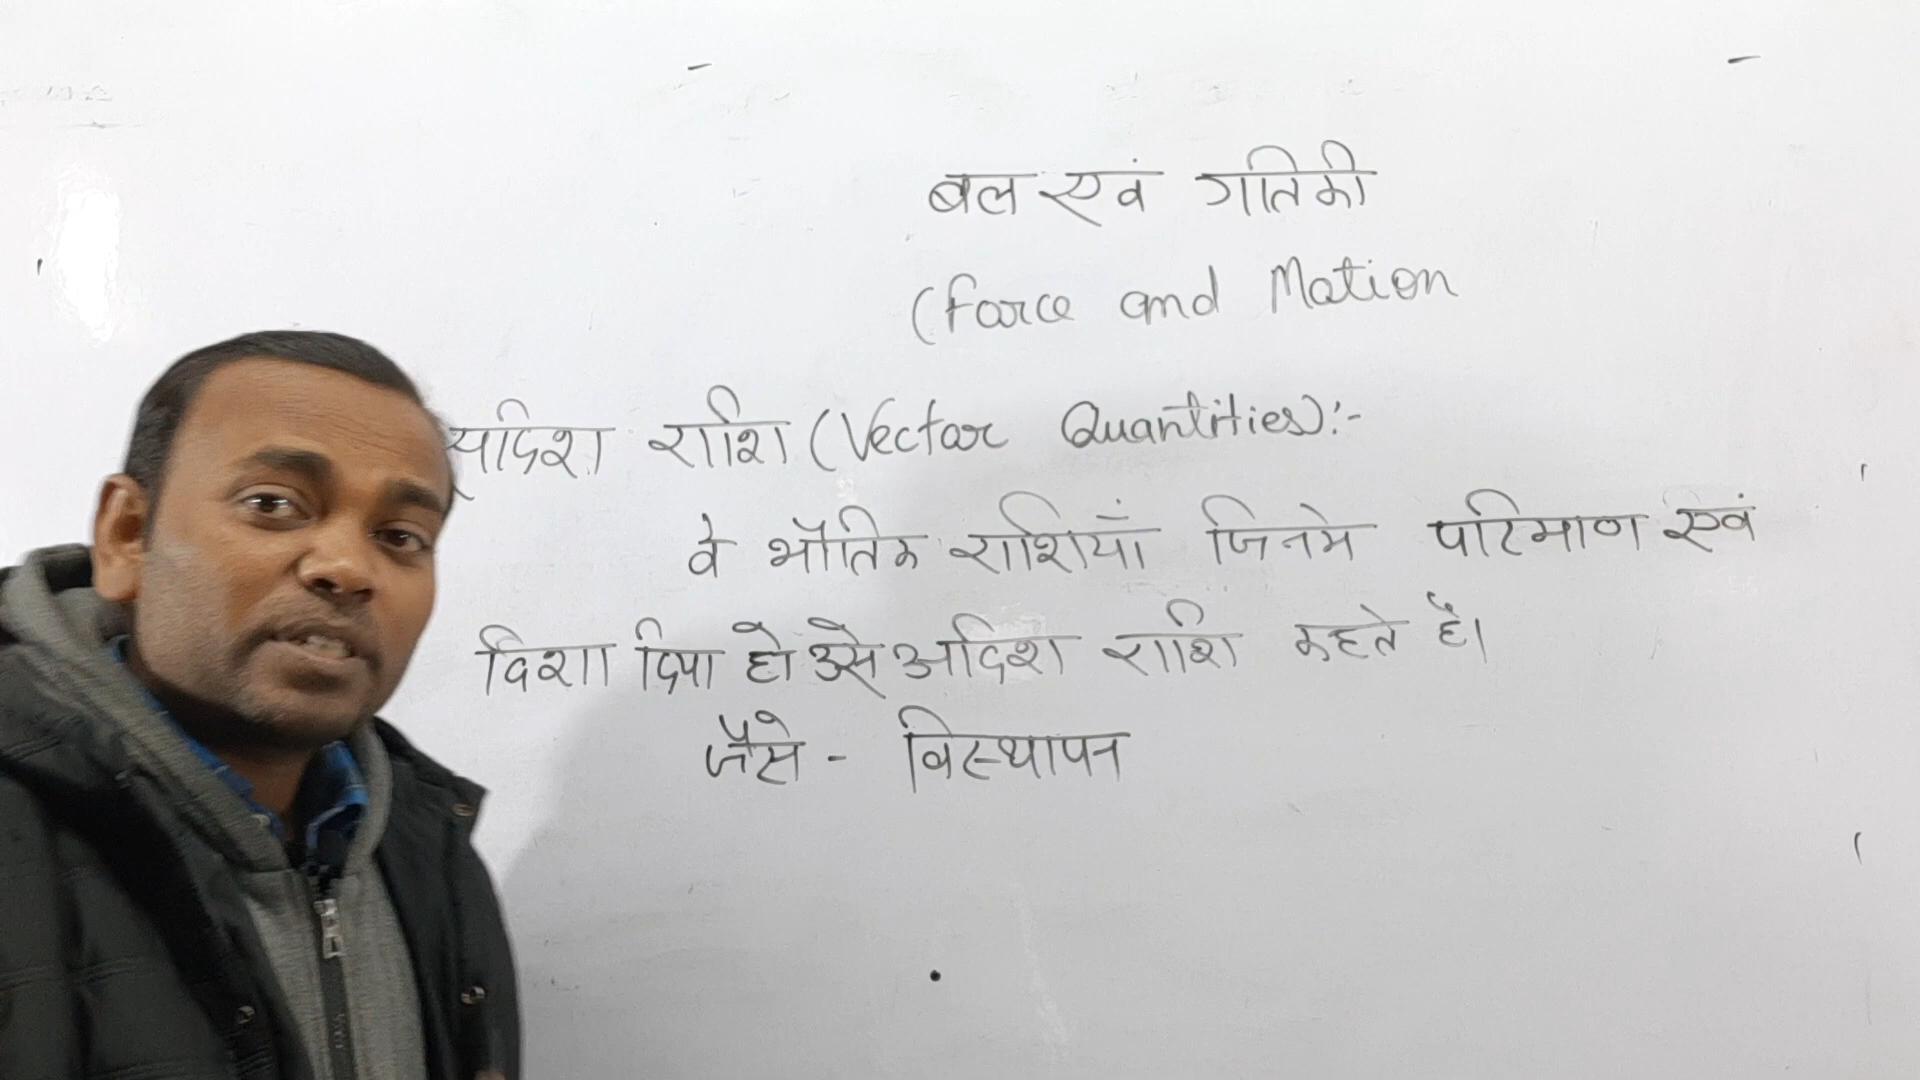 बल एवं गतिकी
(Force and Motion
सदिश राशि (Vector Quantities):-
वे भौतिक राशियाँ जिनमे परिमाण एवं
दिशा दिया हो उसे अदिश राशि कहते है।
जैसे - विस्थापन